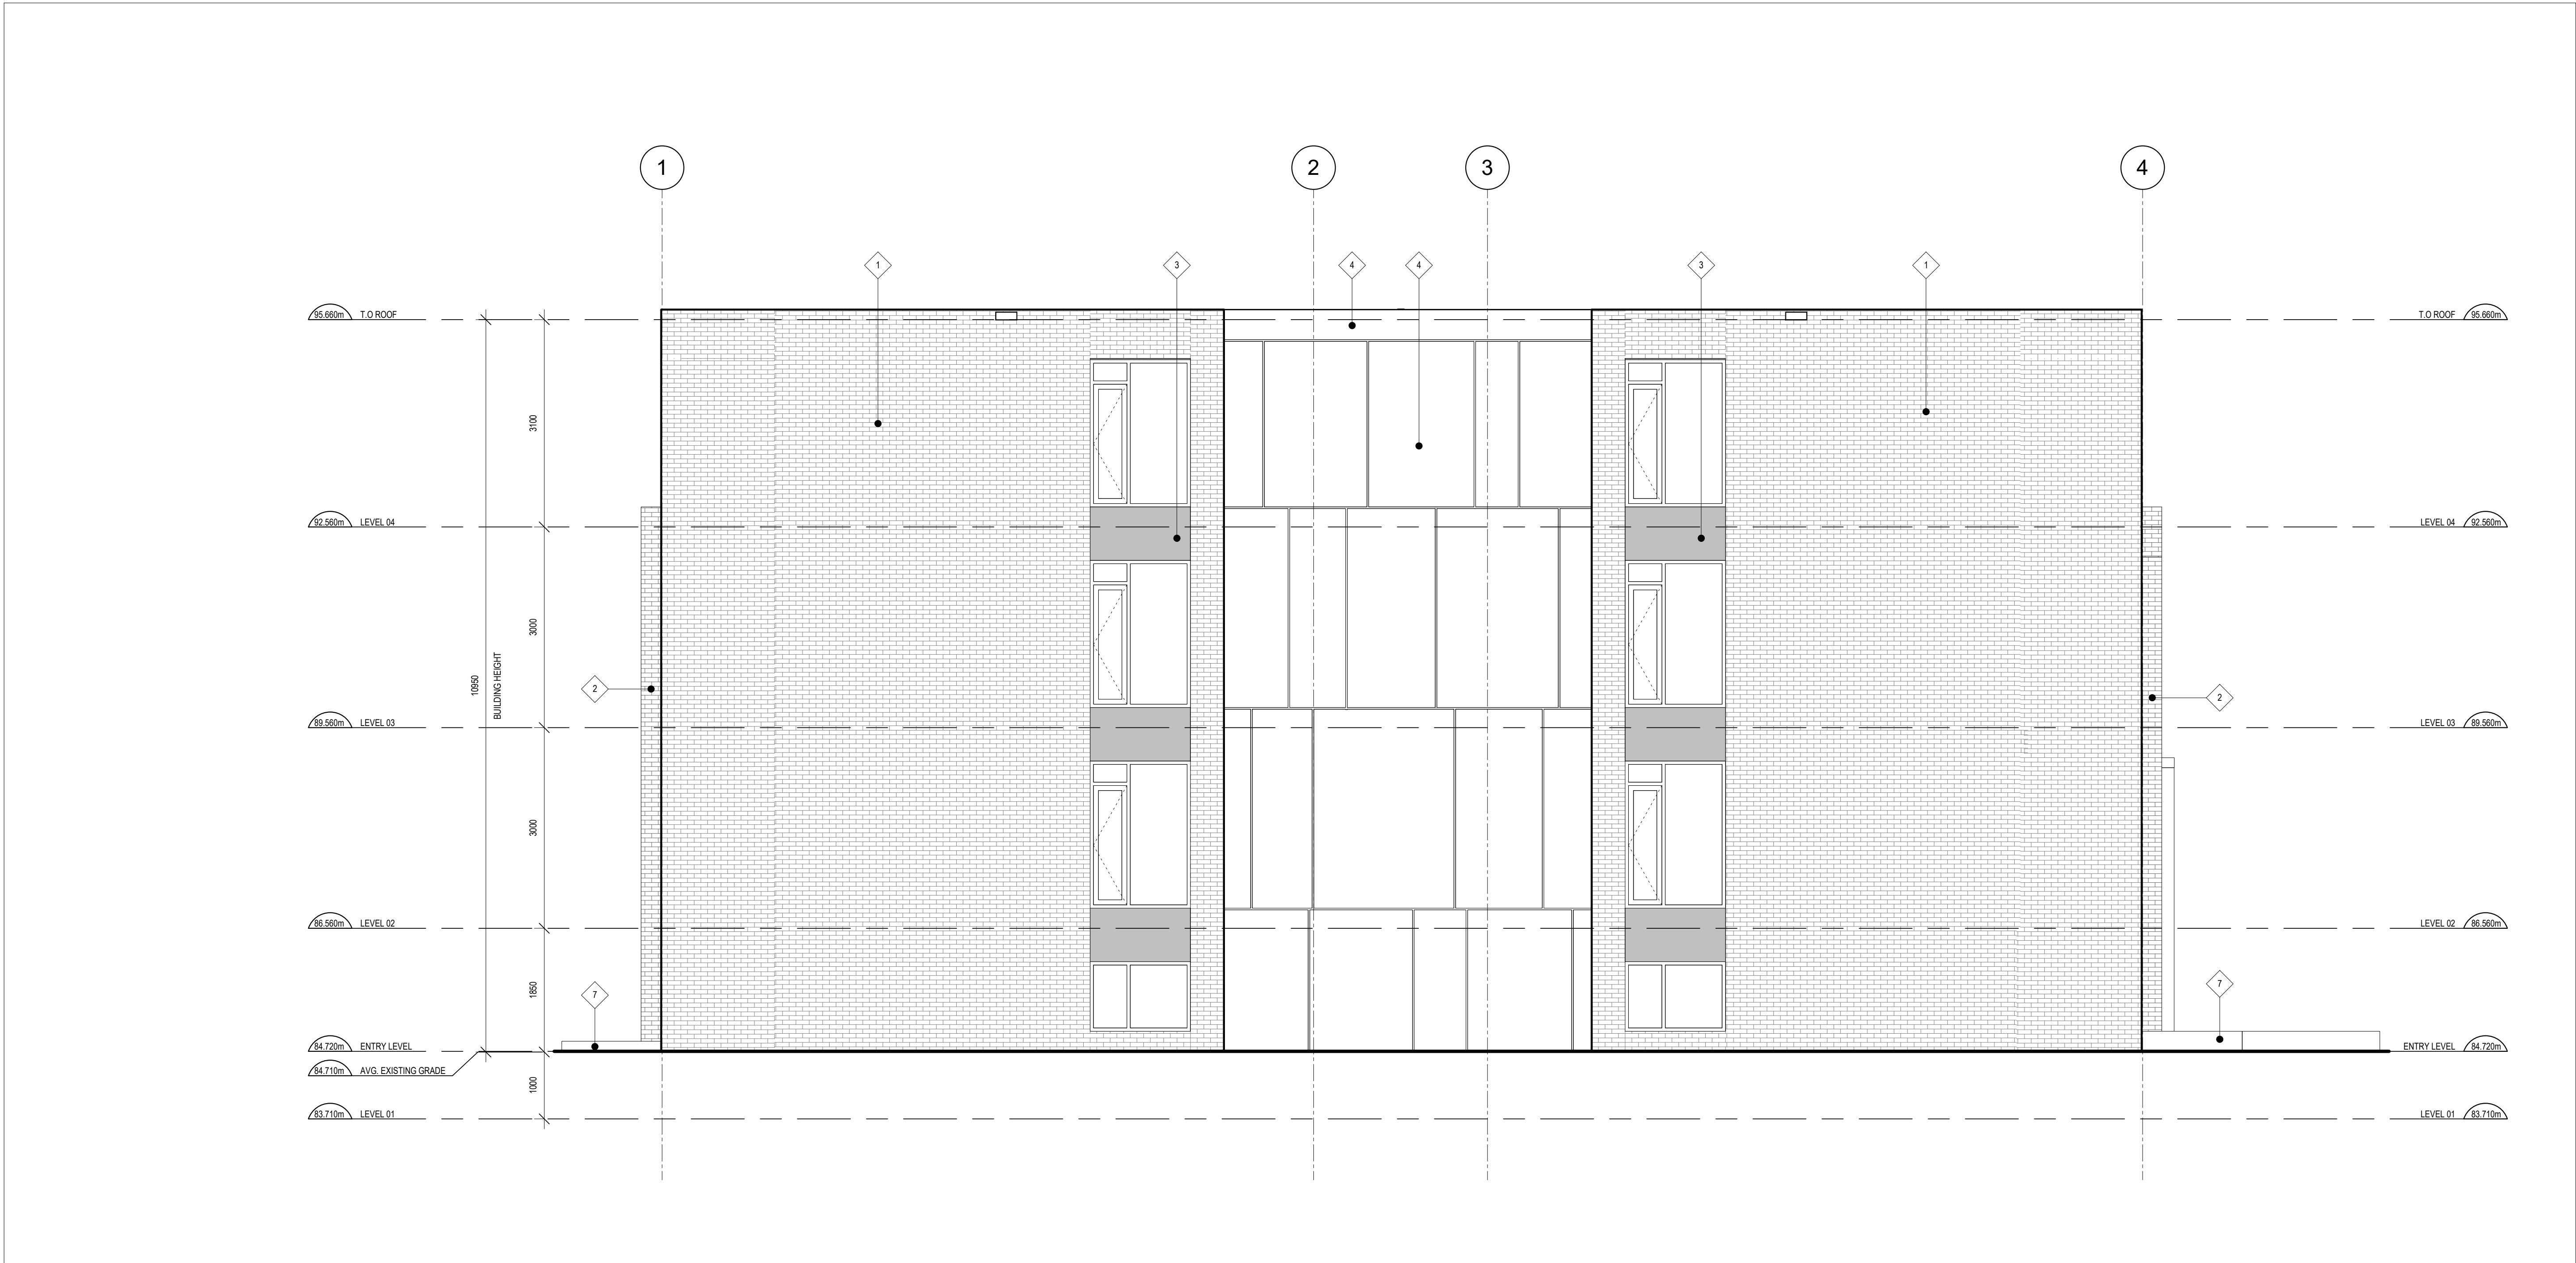 1 2 3 4
1 3 4 4 3 1
95.660m T.O ROOF
T.O ROOF 95.660m
3100
92.560m LEVEL 04
LEVEL 04 92.560m
3000
10950
BUILDING HEIGHT
2
2
89.560m LEVEL 03
LEVEL 03 89.560m
3000
86.560m LEVEL 02
LEVEL 02 86.560m
1850
7
7
84.720m ENTRY LEVEL
ENTRY LEVEL 84.720m
84.710m AVG. EXISTING GRADE
1000
83.710m LEVEL 01
LEVEL 01 83.710m